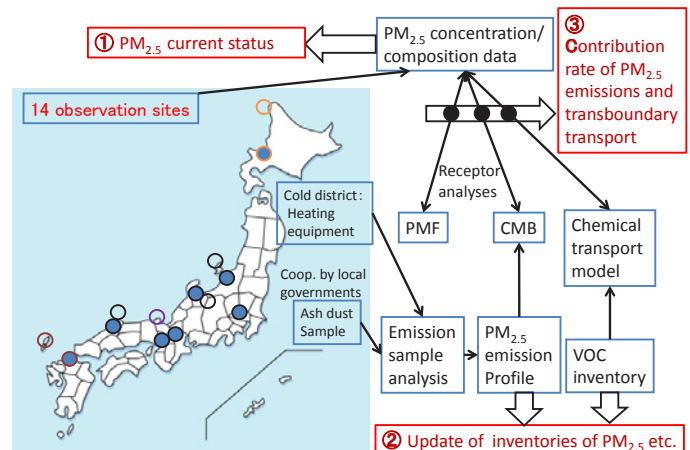 ① PM2.5 current status
PM2.5 concentration/
composition data
③
Contribution
rate of PM2.5
emissions and
transboundary
transport
14 observation sites
Receptor
analyses
Cold district:
Heating
equipment
PMF
CMB
Chemical
transport
model
Coop. by local
governments
Ash dust
Sample
Emission
sample
analysis
PM2.5
emission
Profile
VOC
inventory
② Update of inventories of PM2.5 etc.